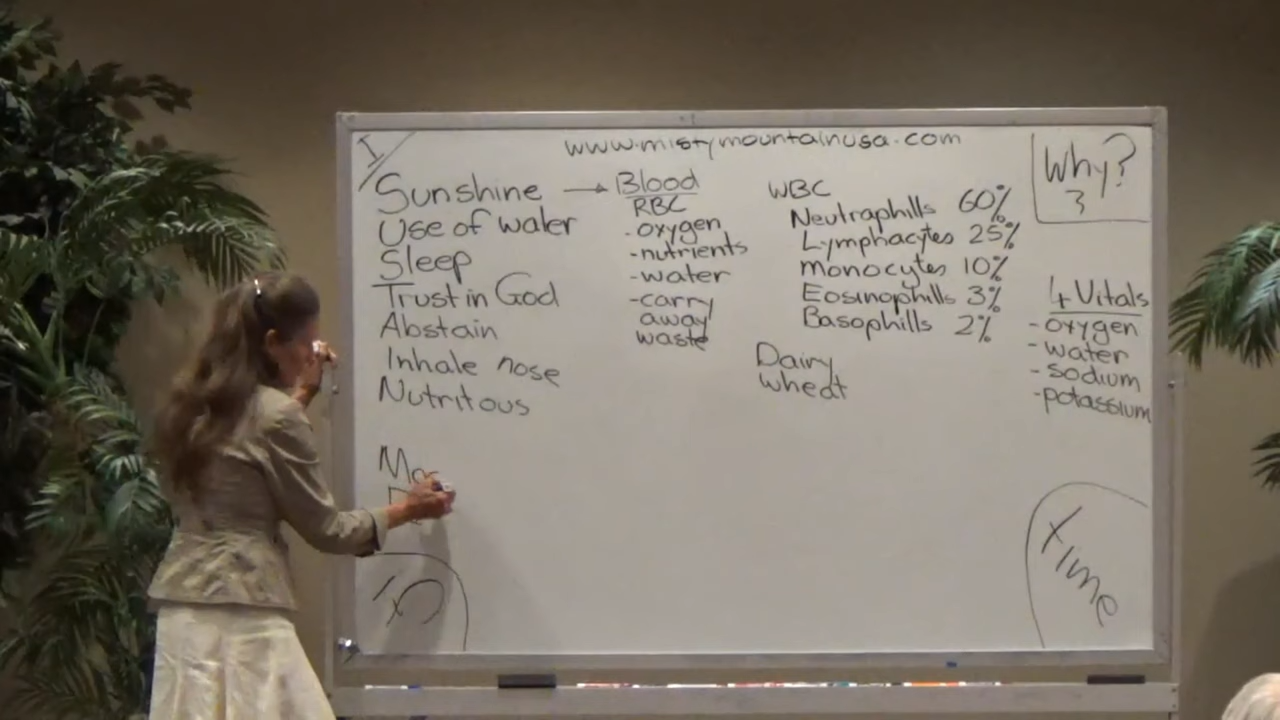 I
www.mistymountainusa.com
Why?
3
Sunshine → Blood
Use of water
Sleep
Trust in God
Abstain
Inhale nose
Nutritous
RBC
-oxygen
-nutrients
-water
-carry
away
waste
WBC
Neutraphills 60%
Lymphacytes 25%
monocytes 10%
Eosinophills 3%
Basophills 2%
Dairy
wheat
4 Vitals
-oxygen
-water
-sodium
-potassium
Time